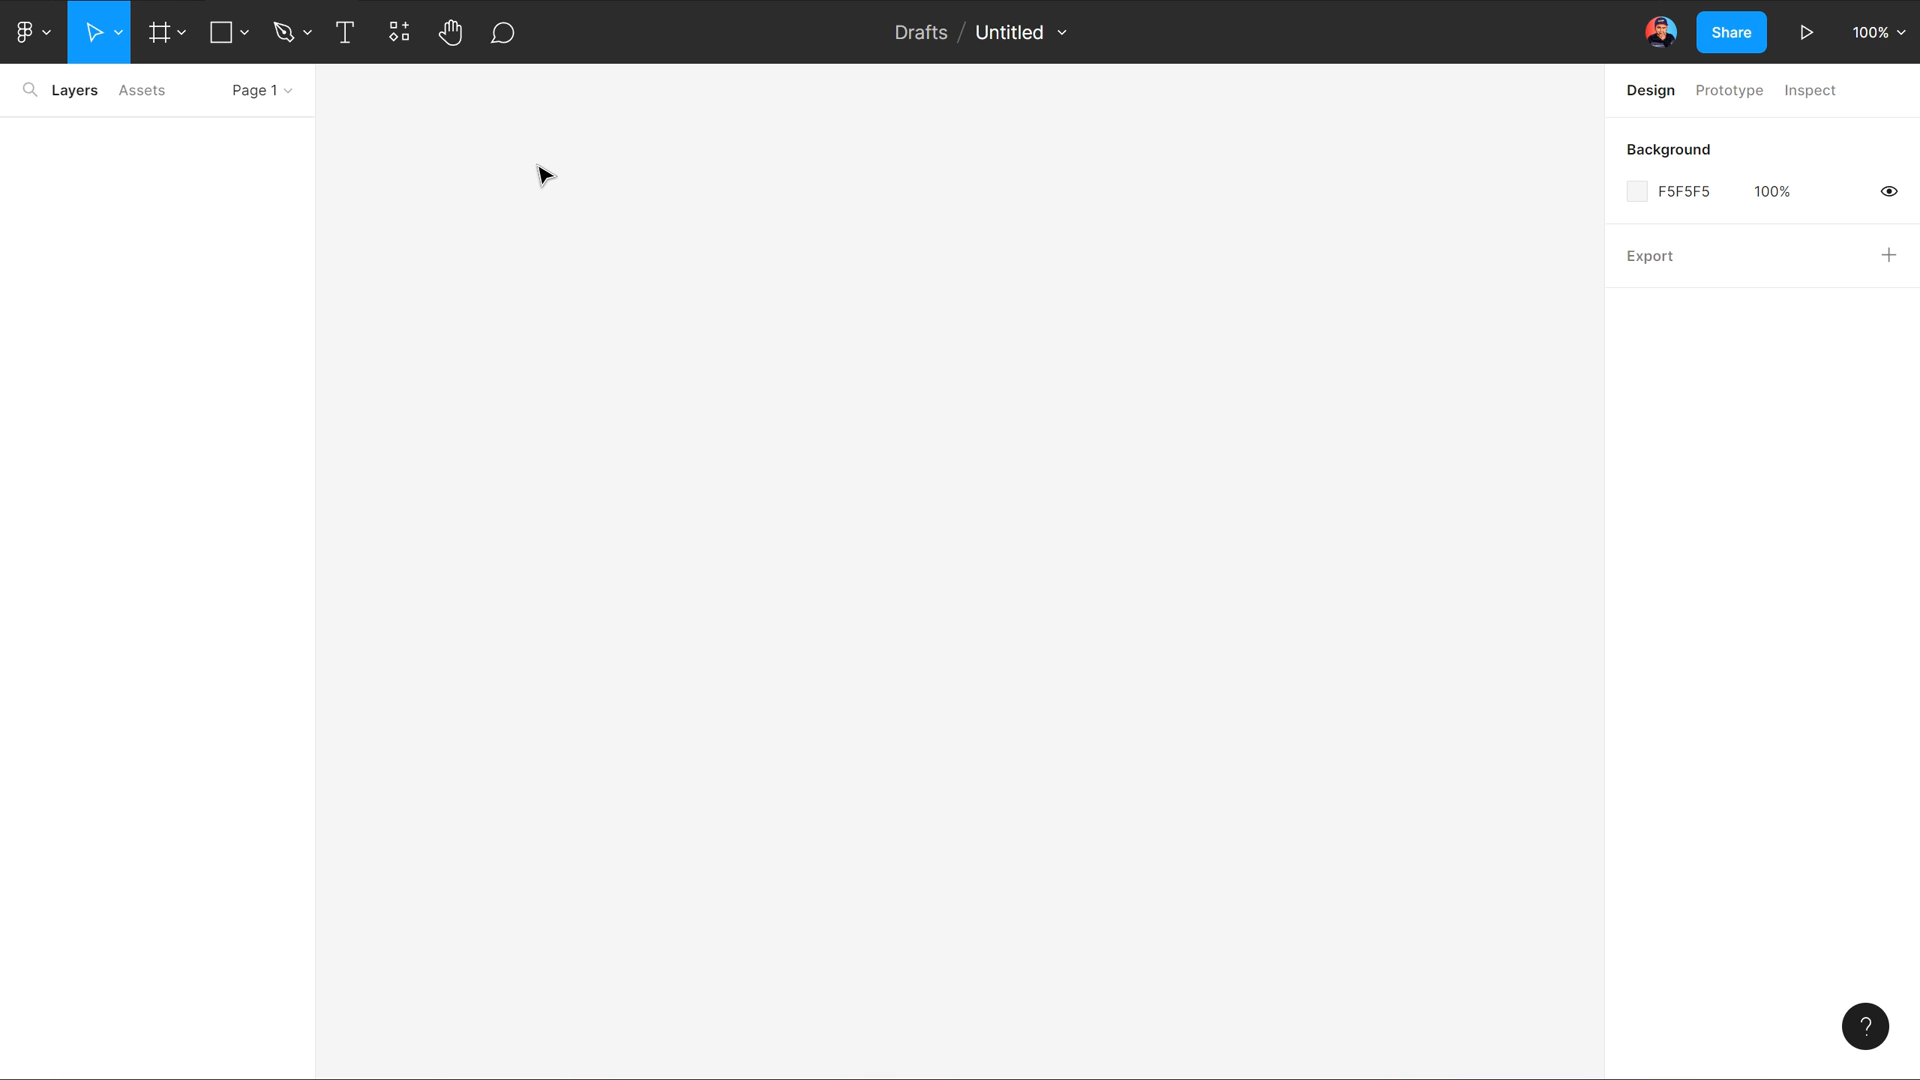 Drafts / Untitled
Share
100%
Layers
Assets
Page 1
Design
Prototype
Inspect
Background
F5F5F5
100%
Export
?